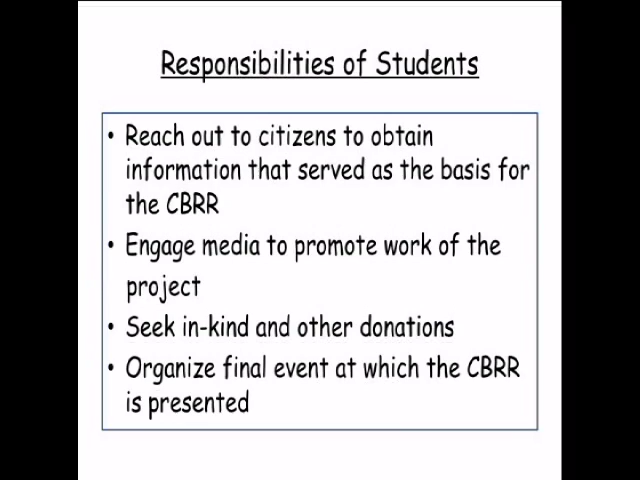 Responsibilities of Students
• Reach out to citizens to obtain
information that served as the basis for
the CBRR
• Engage media to promote work of the
project
• Seek in-kind and other donations
• Organize final event at which the CBRR
is presented